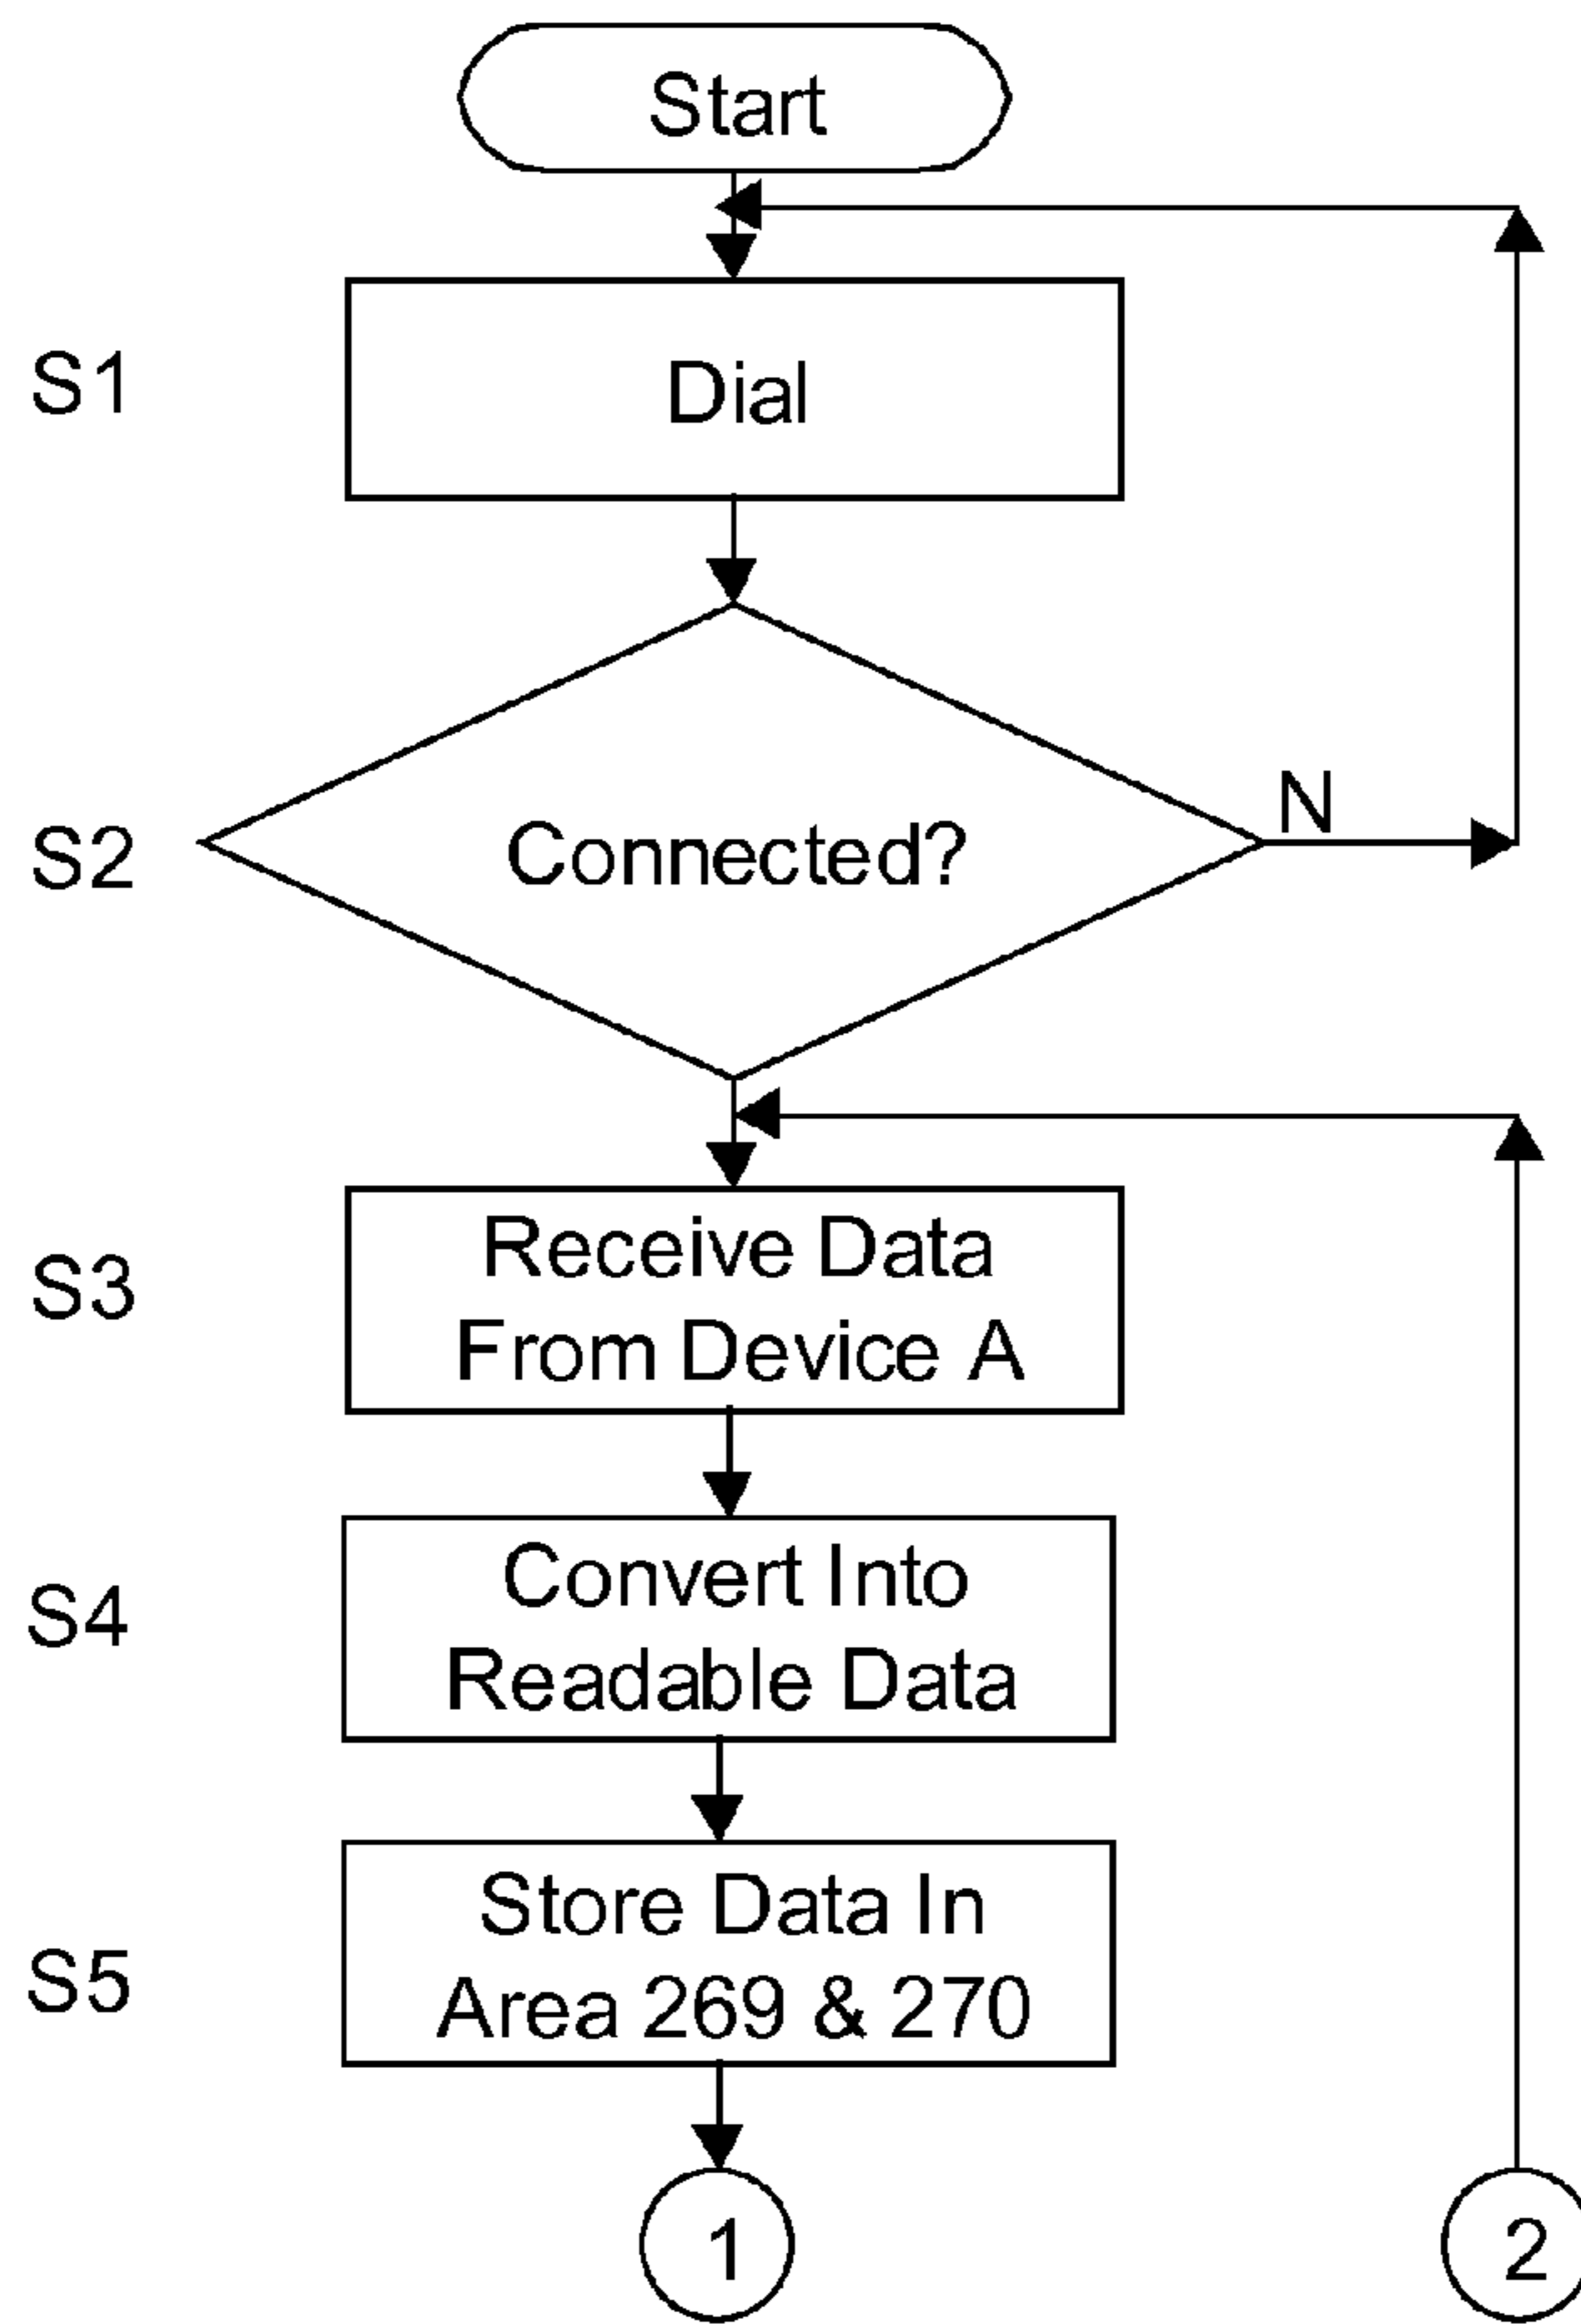 Start
S1
Dial
S2
Connected?
N
S3
Receive Data
From Device A
S4
Convert Into
Readable Data
S5
Store Data In
Area 269 & 270
1
2